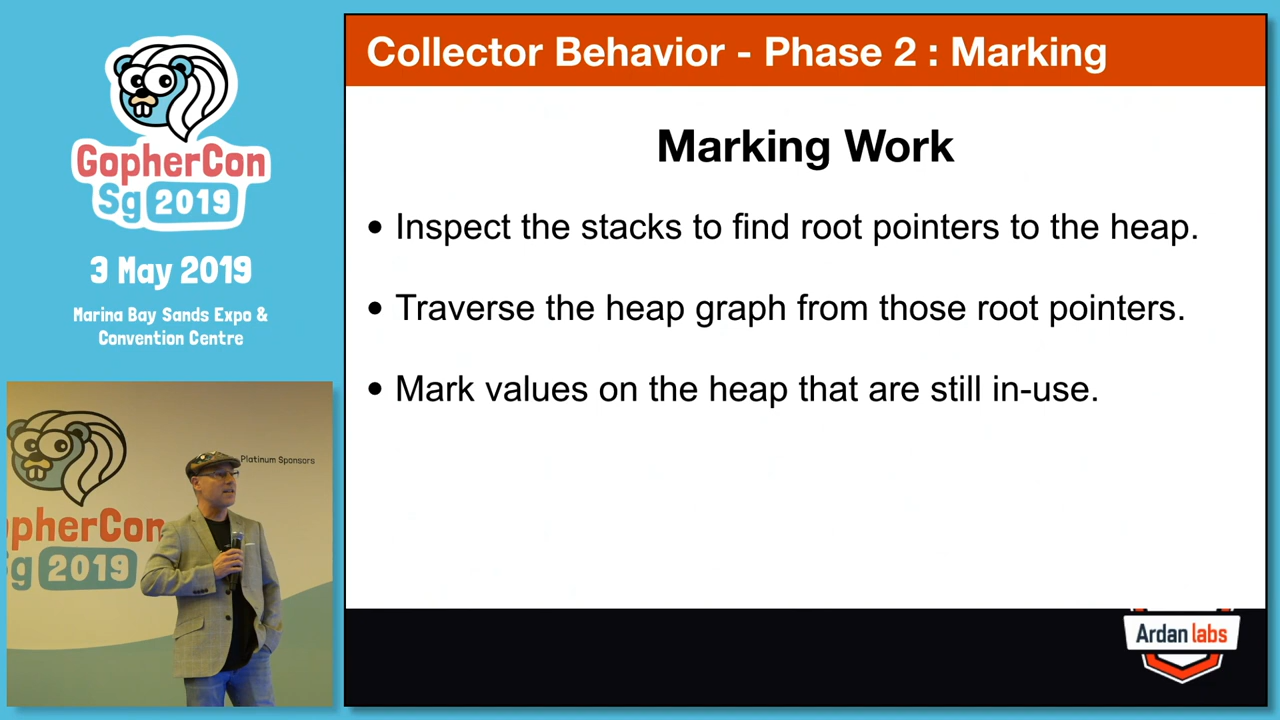 GopherCon
Sg 2019
3 May 2019
Marina Bay Sands Expo &
Convention Centre
Platinum Sponsors
pherCon
g 2019
Collector Behavior - Phase 2 : Marking
Marking Work
• Inspect the stacks to find root pointers to the heap.
• Traverse the heap graph from those root pointers.
• Mark values on the heap that are still in-use.
Ardan labs